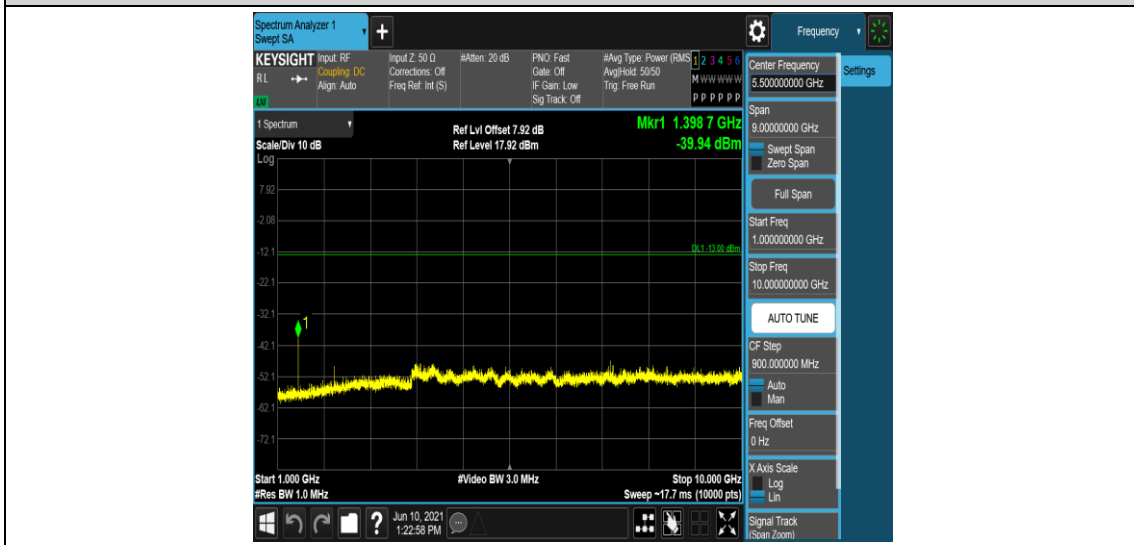 Spectrum Analyzer 1
Swept SA
Frequency
KEYSIGHT
RL
LXI
Input: RF
Coupling: DC
Align: Auto
Input Z: 50 Ω
Corrections: Off
Freq Ref: Int (S)
#Atten: 20 dB
PNO: Fast
Gate: Off
IF Gain: Low
Sig Track: Off
#Avg Type: Power (RMS
Avg|Hold: 50/50
Trig: Free Run
1 2 3 4 5 6
M W W W W W
P P P P P P
Center Frequency
5.500000000 GHz
Settings
1 Spectrum
Ref Lvl Offset 7.92 dB
Mkr1 1.398 7 GHz
Scale/Div 10 dB
Ref Level 17.92 dBm
-39.94 dBm
Log
7.92
-2.08
DL1 -13.00 dBm
-12.1
-22.1
-32.1
1
-42.1
-52.1
-62.1
-72.1
Start 1.000 GHz
#Video BW 3.0 MHz
Stop 10.000 GHz
#Res BW 1.0 MHz
Sweep ~17.7 ms (10000 pts)
Span
9.00000000 GHz
Swept Span
Zero Span
Full Span
Start Freq
1.000000000 GHz
Stop Freq
10.000000000 GHz
AUTO TUNE
CF Step
900.000000 MHz
Auto
Man
Freq Offset
0 Hz
X Axis Scale
Log
Lin
Signal Track
(Span Zoom)
?
Jun 10, 2021
1:22:58 PM